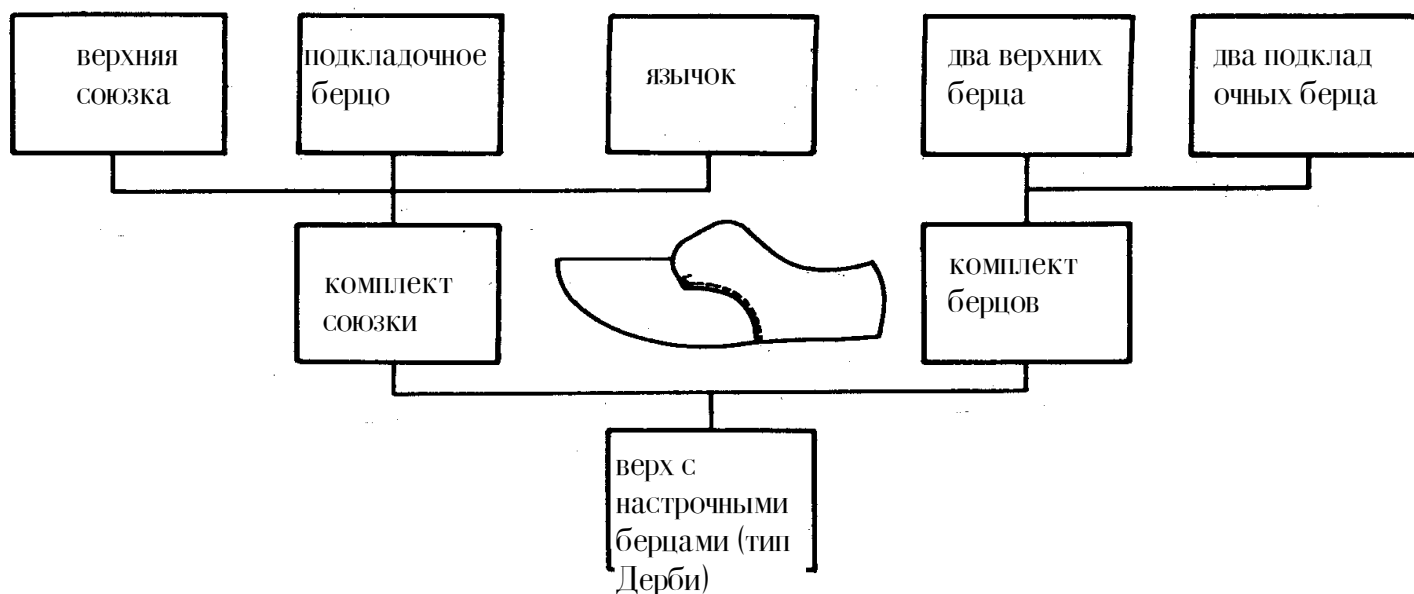 верхняя
союзка
подкладочное
берцо
язычок
два верхних
берца
два подклад
очных берца
комплект
союзки
комплект
берцов
верх с
настрочными
берцами (тип
Дерби)